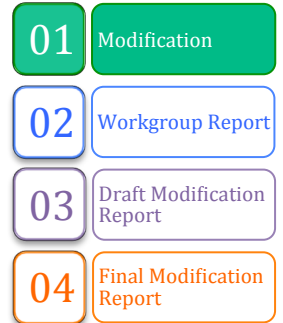 01
Modification
02
Workgroup Report
03
Draft Modification
Report
04
Final Modification
Report